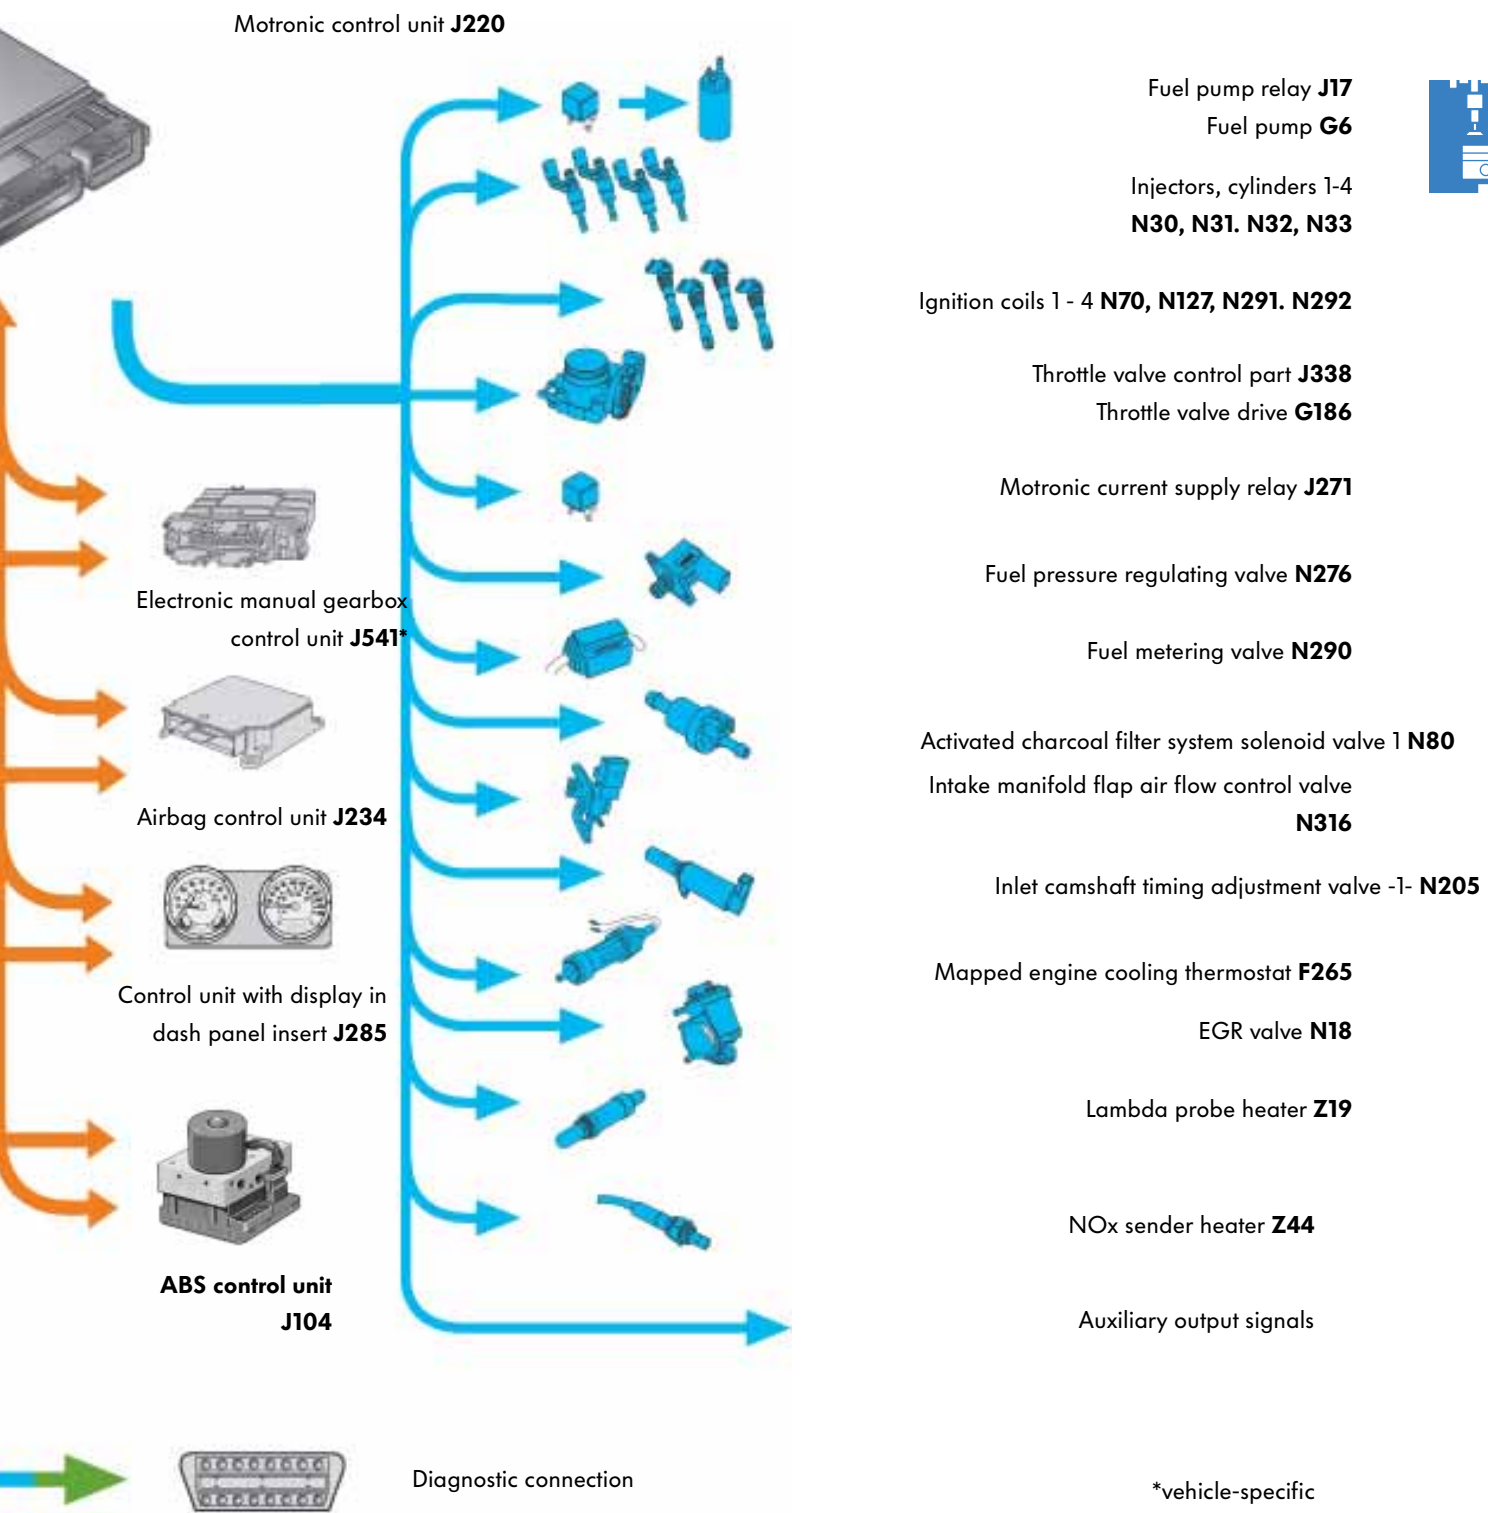 Motronic control unit J220
Fuel pump relay J17
Fuel pump G6
Injectors, cylinders 1-4
N30, N31. N32, N33
Ignition coils 1 - 4 N70, N127, N291. N292
Throttle valve control part J338
Throttle valve drive G186
Motronic current supply relay J271
Fuel pressure regulating valve N276
Fuel metering valve N290
Activated charcoal filter system solenoid valve 1 N80
Intake manifold flap air flow control valve
N316
Inlet camshaft timing adjustment valve -1- N205
Mapped engine cooling thermostat F265
EGR valve N18
Lambda probe heater Z19
NOx sender heater Z44
Auxiliary output signals
Electronic manual gearbox
control unit J541*
Airbag control unit J234
Control unit with display in
dash panel insert J285
ABS control unit
J104
Diagnostic connection
*vehicle-specific